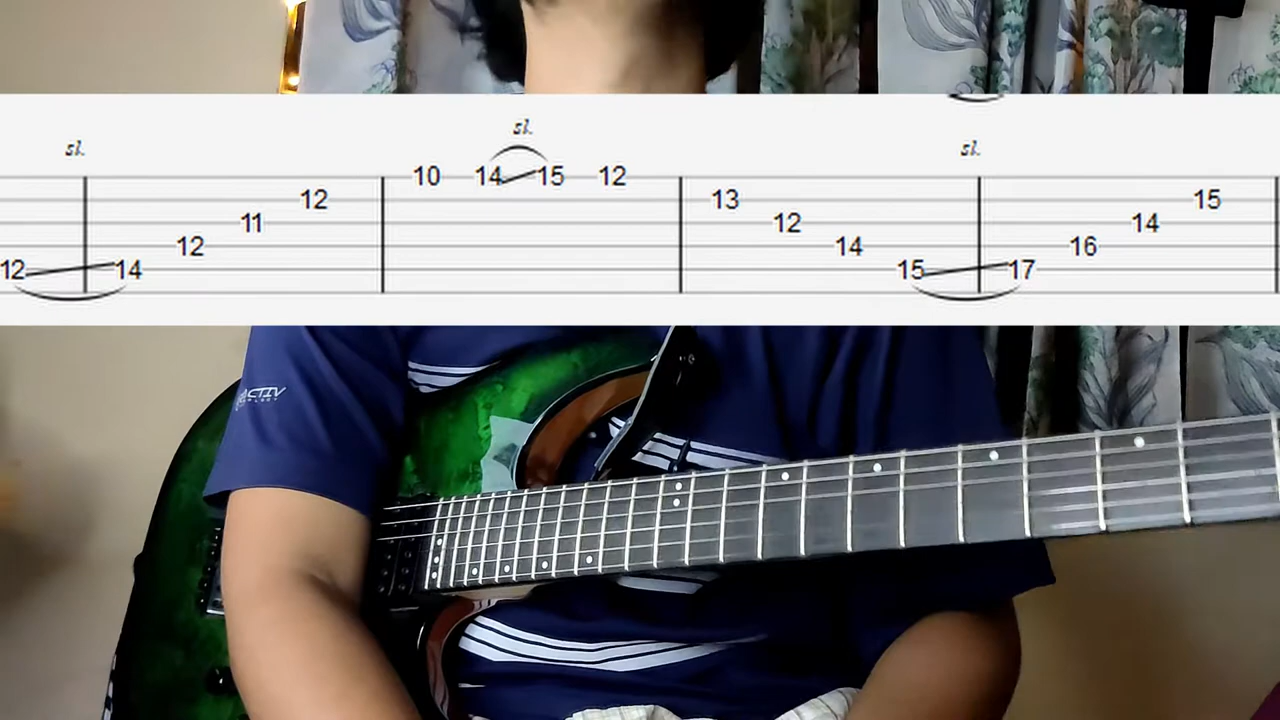 sl.
sl. sl.
10 14 15 12
12 13 15
11 12 14
12 14 16
12 14 15 17
ACTIV